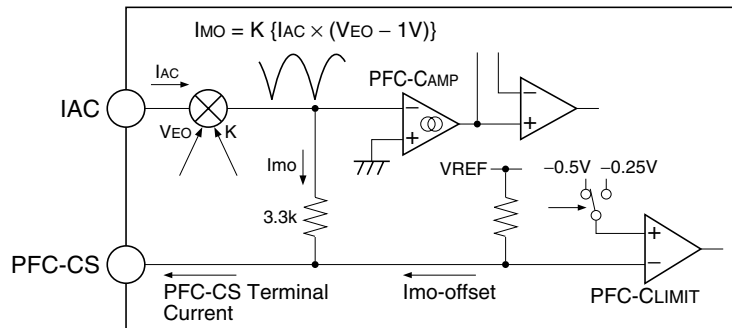 IMO = K {IAC × (VEO – 1V)}
IAC
PFC-CAMP
IAC
VEO
K
–
+
–
+
Imo
VREF
–0.5V
–0.25V
3.3k
+
–
PFC-CS
PFC-CS Terminal
Current
Imo-offset
PFC-CLIMIT